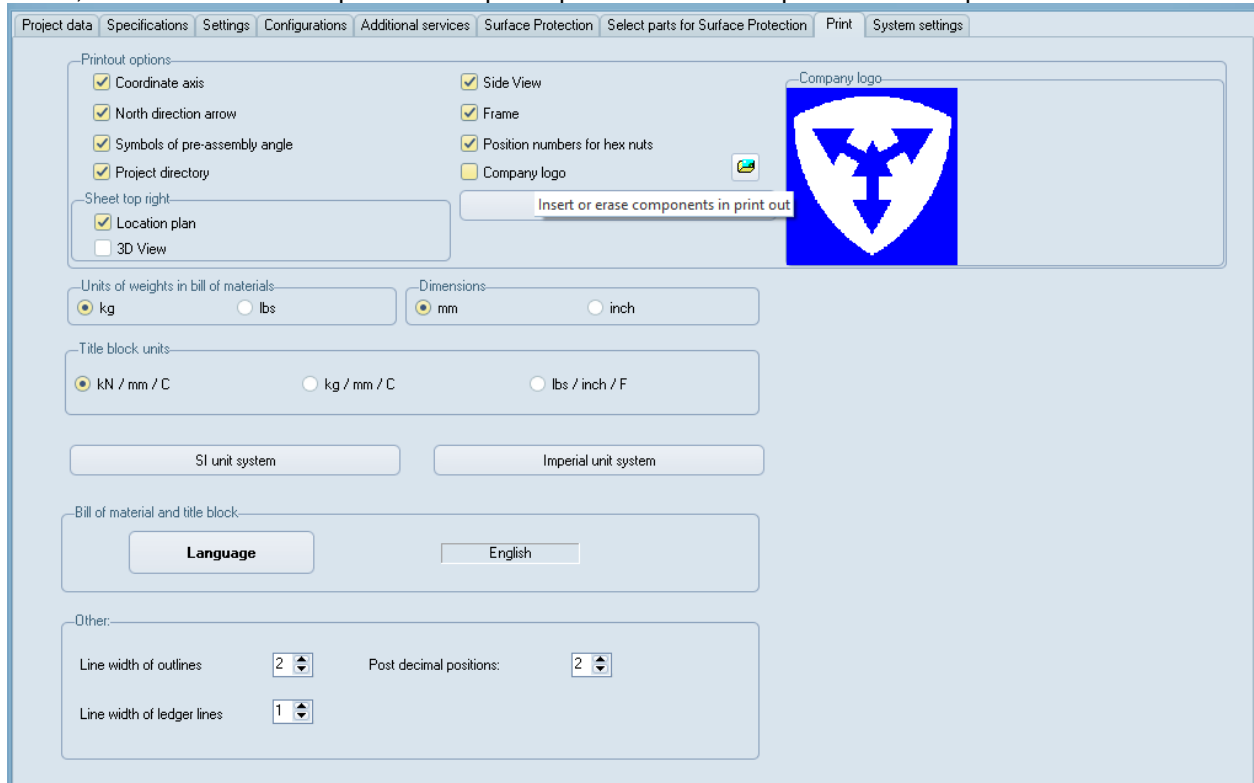 Project data Specifications Settings Configurations Additional services Surface Protection Select parts for Surface Protection Print System settings
Printout options
Coordinate axis
Side View
Company logo
North direction arrow
Frame
Symbols of pre-assembly angle
Position numbers for hex nuts
Project directory
Company logo
Sheet top right
Insert or erase components in print out
Location plan
3D View
Units of weights in bill of materials
Dimensions
kg
lbs
mm
inch
Title block units
kN / mm / C
kg / mm / C
lbs / inch / F
SI unit system
Imperial unit system
Bill of material and title block
Language
English
Other:
Line width of outlines
2
Post decimal positions:
2
Line width of ledger lines
1